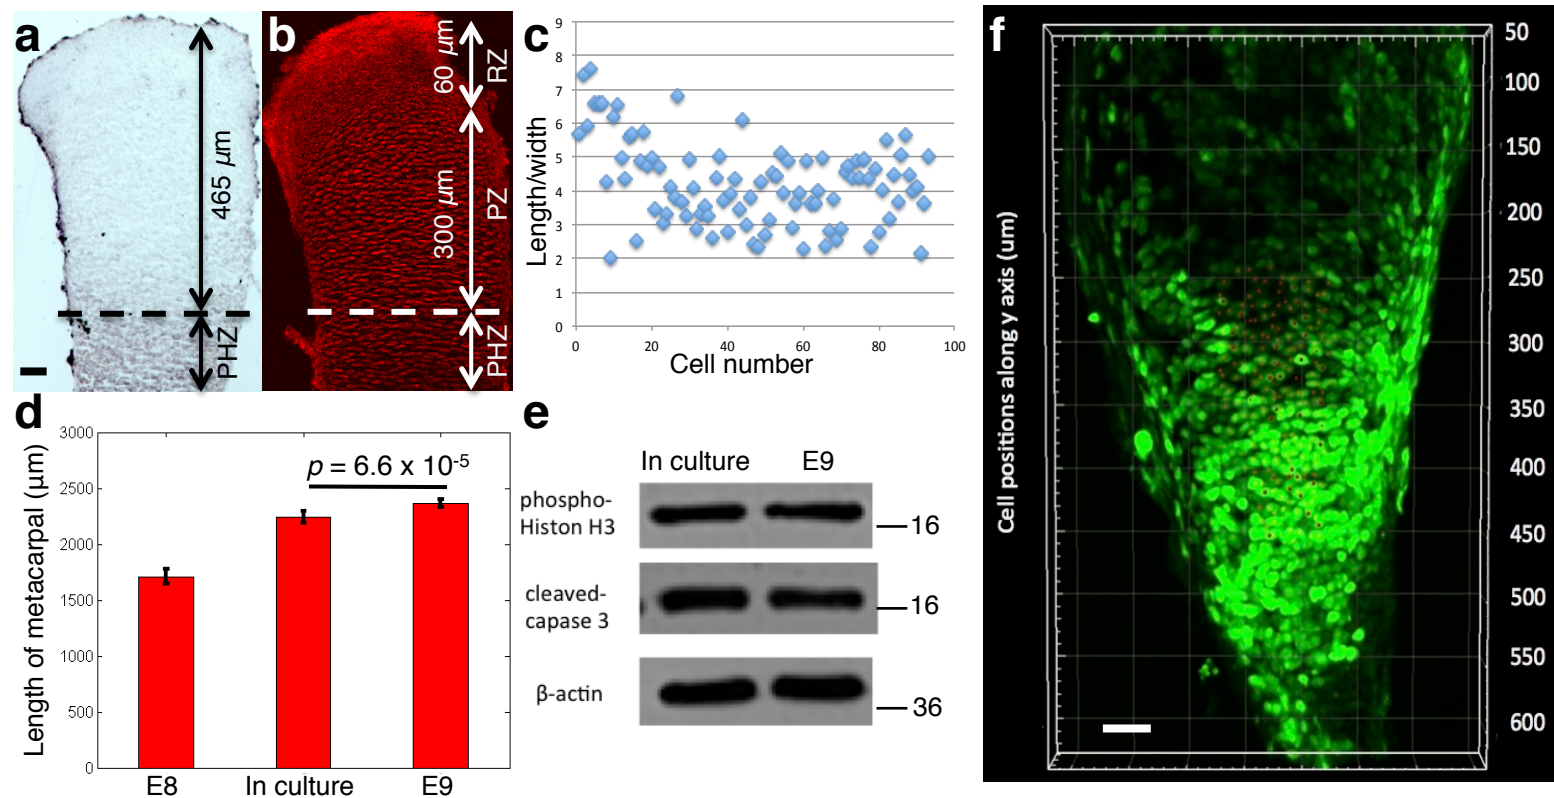 a
465 µm
PHZ
b
60 µm
RZ
300 µm
PZ
PHZ
c
Length/width
9
8
7
6
5
4
3
2
1
0
0 20 40 60 80 100
Cell number
d
Length of metacarpal (µm)
3000
2500
2000
1500
1000
500
0
p = 6.6 x 10-5
E8 In culture E9
e
In culture E9
phospho-
Histon H3
16
cleaved-
capase 3
16
β-actin
36
f
Cell positions along y axis (um)
50
100
150
200
250
300
350
400
450
500
550
600